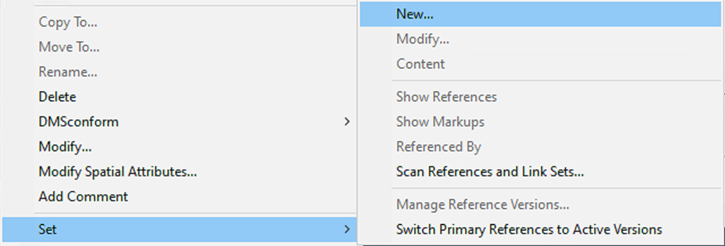 Copy To...
Move To...
Rename...
Delete
DMSconform
Modify...
Modify Spatial Attributes...
Add Comment
Set
New...
Modify...
Content
Show References
Show Markups
Referenced By
Scan References and Link Sets...
Manage Reference Versions...
Switch Primary References to Active Versions